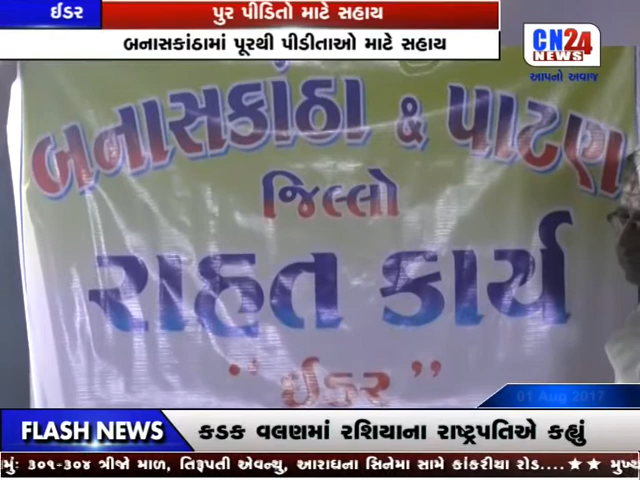 ઈડર
પુર પીડિતો માટે સહાય
બનાસકાંઠામાં પૂરથી પીડીતાઓ માટે સહાય
CN24
NEWS
આપનો અવાજ
બનાસકાંઠા & પાટણ
જિલ્લો
રાહત કાર્ય
"ઈડર"
01 Aug 2017
FLASH NEWS
કડક વલણમાં રશિયાના રાષ્ટ્રપતિએ કહ્યું
મું: ૩૦૧-૩૦૪ ત્રીજો માળ, તિરૂપતી એવન્યુ, આરાધના સિનેમા સામે કાંકરીયા રોડ....★★ મુખ્ય